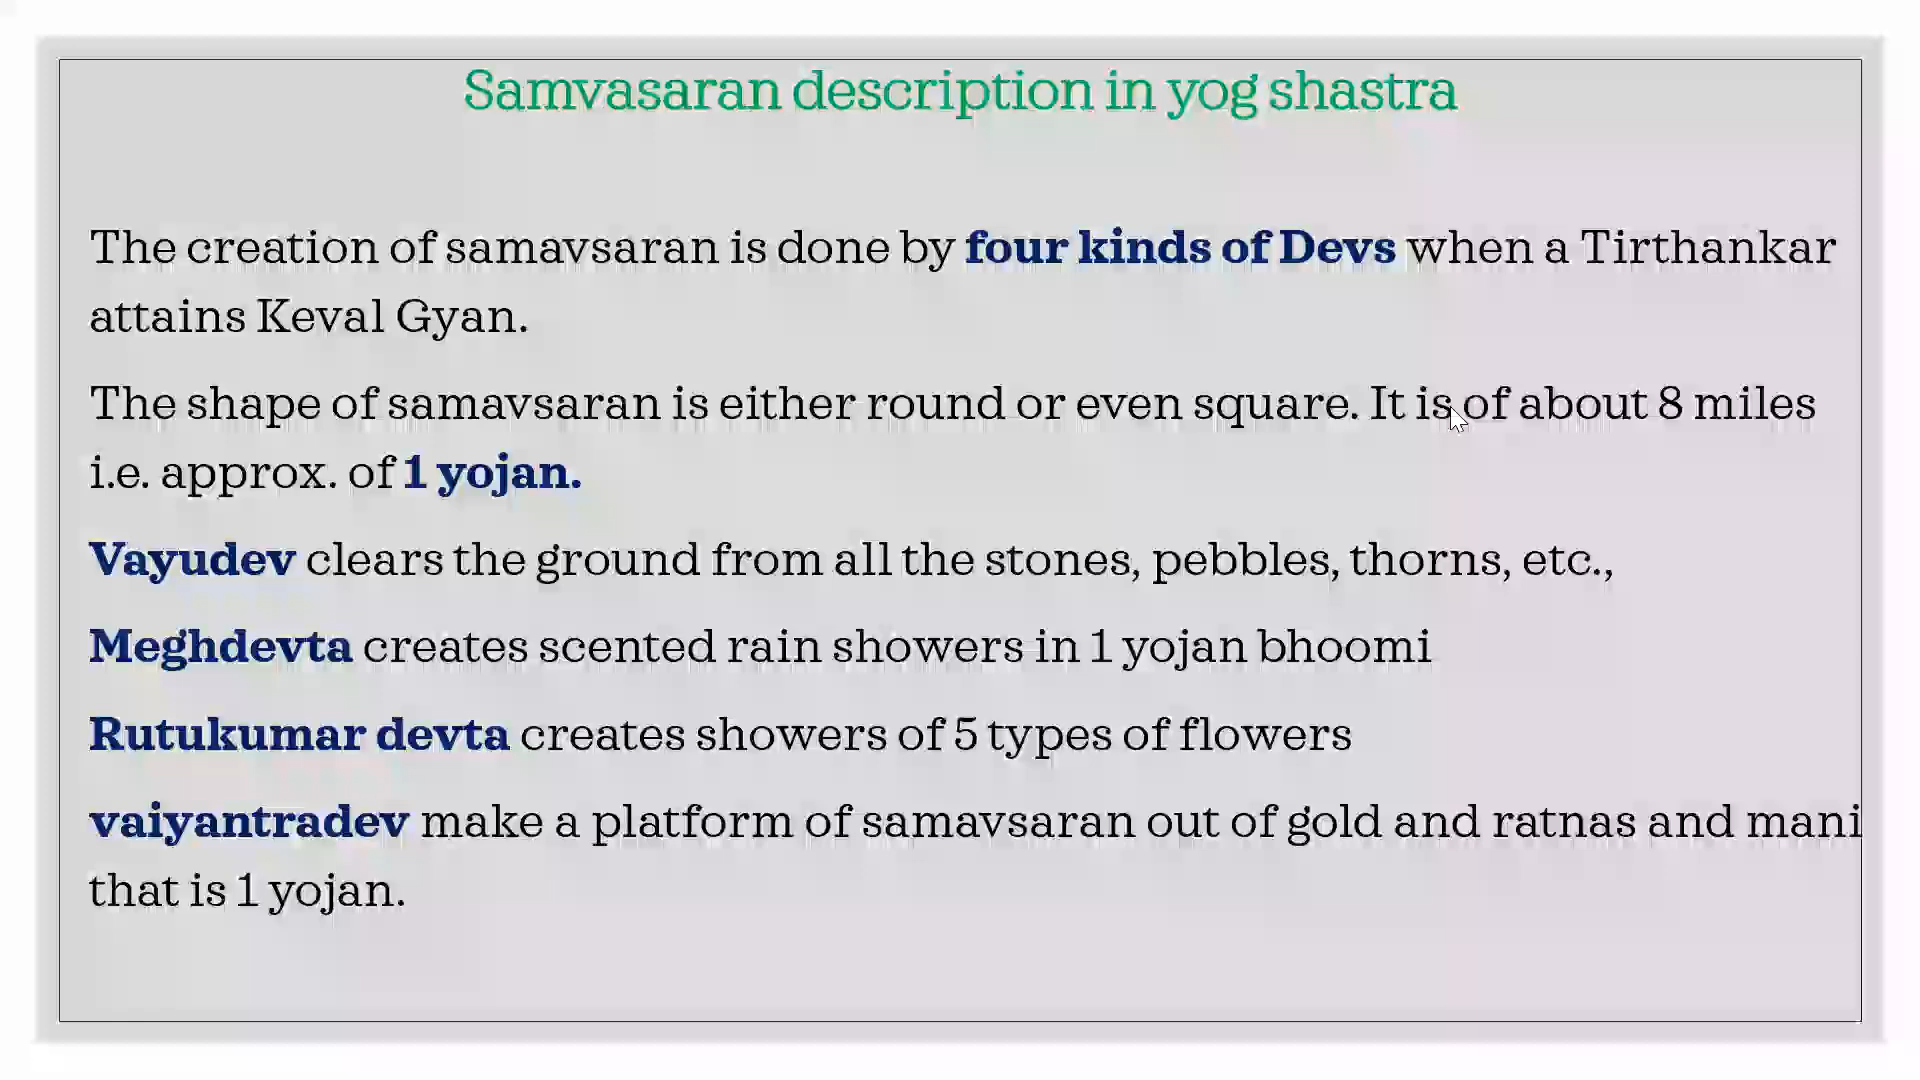 Samvasaran description in yog shastra
The creation of samavsaran is done by four kinds of Devs when a Tirthankar
attains Keval Gyan.
The shape of samavsaran is either round or even square. It is of about 8 miles
i.e. approx. of 1 yojan.
Vayudev clears the ground from all the stones, pebbles, thorns, etc.,
Meghdevta creates scented rain showers in 1 yojan bhoomi
Rutukumar devta creates showers of 5 types of flowers
vaiyantradev make a platform of samavsaran out of gold and ratnas and mani
that is 1 yojan.